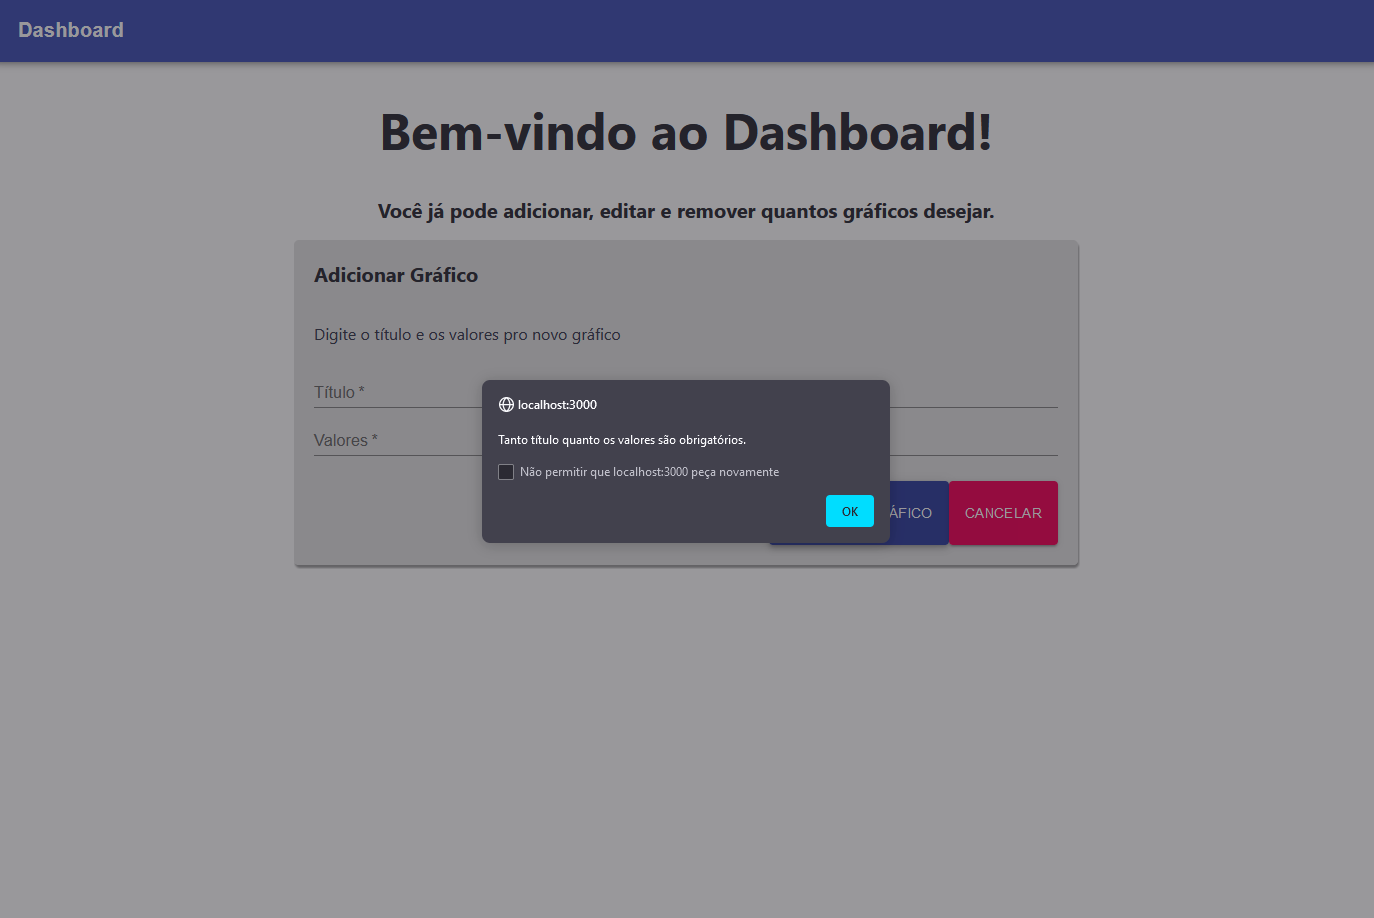 Dashboard
Bem-vindo ao Dashboard!
Você já pode adicionar, editar e remover quantos gráficos desejar.
Adicionar Gráfico
Digite o título e os valores pro novo gráfico
Título *
Valores *
localhost:3000
Tanto título quanto os valores são obrigatórios.
Não permitir que localhost:3000 peça novamente
OK
CANCELAR